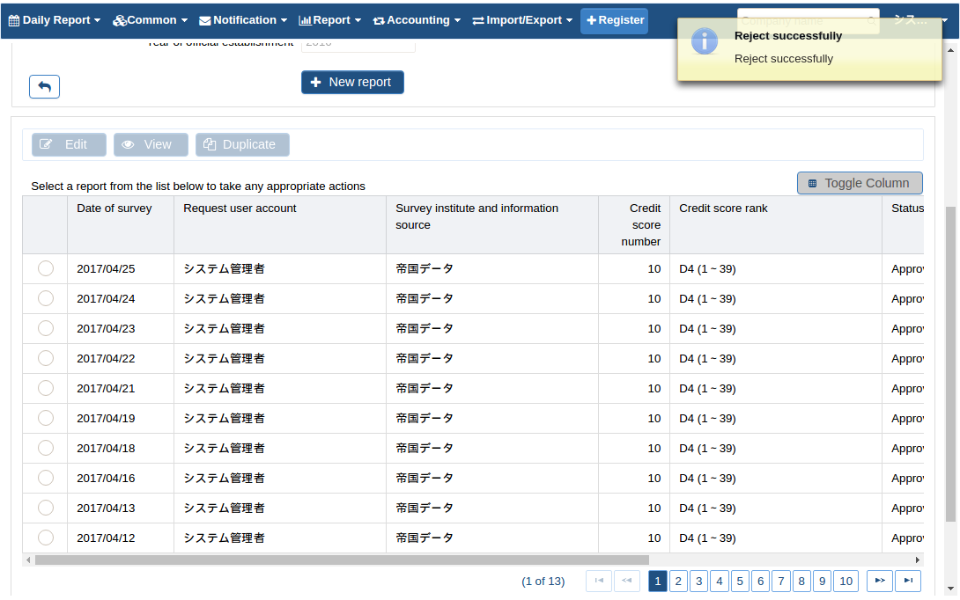 Daily Report Common Notification Report Accounting Import/Export Register Company name シス...
Reject successfully
Reject successfully
Year of official establishment 2010
New report
Edit View Duplicate
Select a report from the list below to take any appropriate actions
Toggle Column
Date of survey Request user account Survey institute and information source Credit score number Credit score rank Status
2017/04/25 システム管理者 帝国データ 10 D4 (1 ~ 39) Approv
2017/04/24 システム管理者 帝国データ 10 D4 (1 ~ 39) Approv
2017/04/23 システム管理者 帝国データ 10 D4 (1 ~ 39) Approv
2017/04/22 システム管理者 帝国データ 10 D4 (1 ~ 39) Approv
2017/04/21 システム管理者 帝国データ 10 D4 (1 ~ 39) Approv
2017/04/19 システム管理者 帝国データ 10 D4 (1 ~ 39) Approv
2017/04/18 システム管理者 帝国データ 10 D4 (1 ~ 39) Approv
2017/04/16 システム管理者 帝国データ 10 D4 (1 ~ 39) Approv
2017/04/13 システム管理者 帝国データ 10 D4 (1 ~ 39) Approv
2017/04/12 システム管理者 帝国データ 10 D4 (1 ~ 39) Approv
(1 of 13) 1 2 3 4 5 6 7 8 9 10